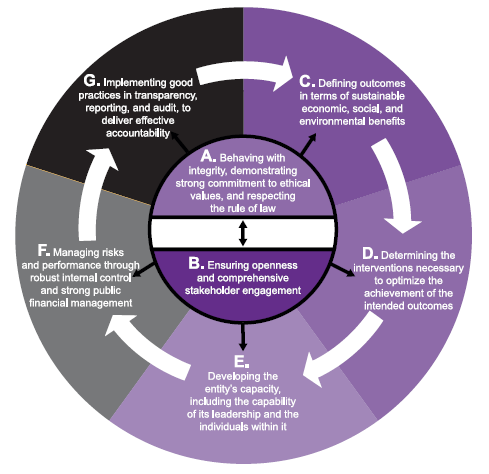 G. Implementing good
practices in transparency,
reporting, and audit, to
deliver effective
accountability
C. Defining outcomes
in terms of sustainable
economic, social, and
environmental benefits
A. Behaving with
integrity, demonstrating
strong commitment to ethical
values, and respecting
the rule of law
B. Ensuring openness
and comprehensive
stakeholder engagement
F. Managing risks
and performance through
robust internal control
and strong public
financial management
D. Determining the
interventions necessary
to optimize the
achievement of the
intended outcomes
E.
Developing the
entity's capacity,
including the capability
of its leadership and the
individuals within it